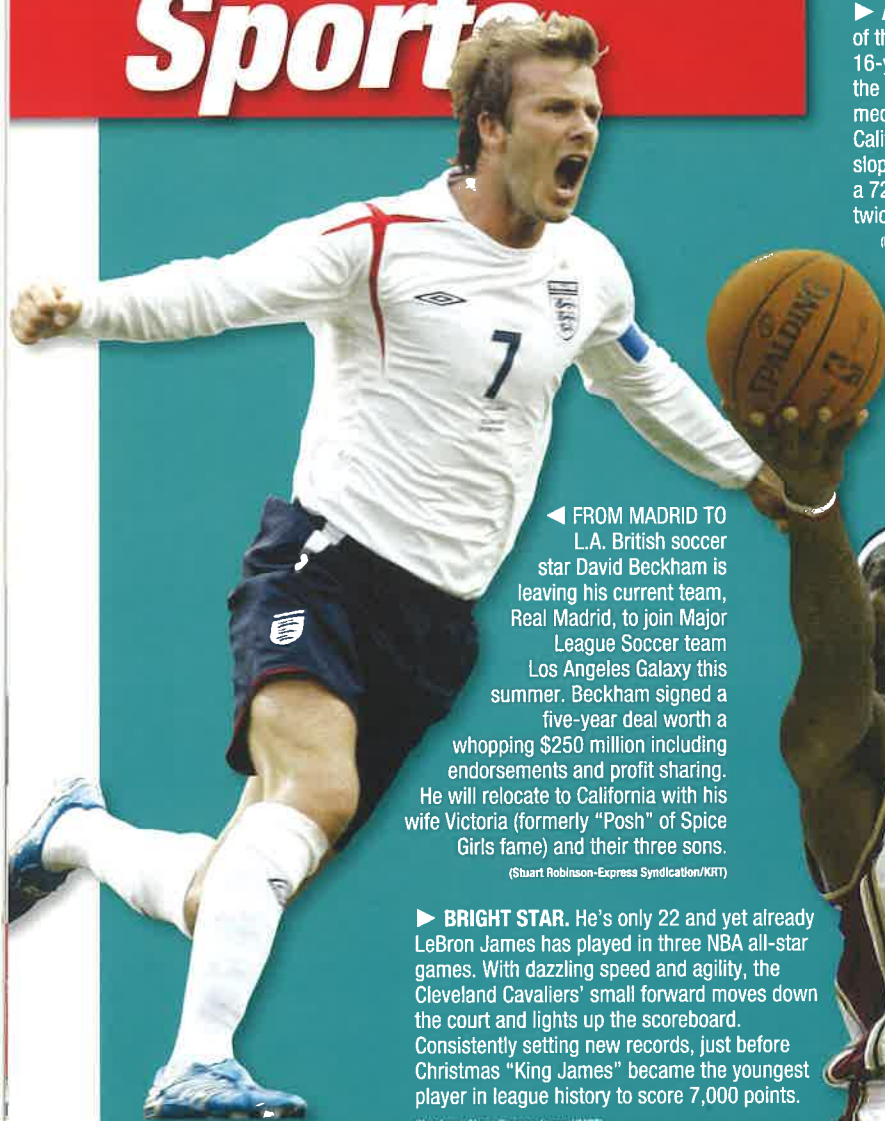 Sports
of th
16-
the
med
Cali
slop
a 72
twic
SPALDING
7
◀ FROM MADRID TO
L.A. British soccer
star David Beckham is
leaving his current team,
Real Madrid, to join Major
League Soccer team
Los Angeles Galaxy this
summer. Beckham signed a
five-year deal worth a
whopping $250 million including
endorsements and profit sharing.
He will relocate to California with his
wife Victoria (formerly “Posh” of Spice
Girls fame) and their three sons.
(Stuart Robinson-Express Syndication/KRT)
▶ BRIGHT STAR. He’s only 22 and yet already
LeBron James has played in three NBA all-star
games. With dazzling speed and agility, the
Cleveland Cavaliers’ small forward moves down
the court and lights up the scoreboard.
Consistently setting new records, just before
Christmas “King James” became the youngest
player in league history to score 7,000 points.